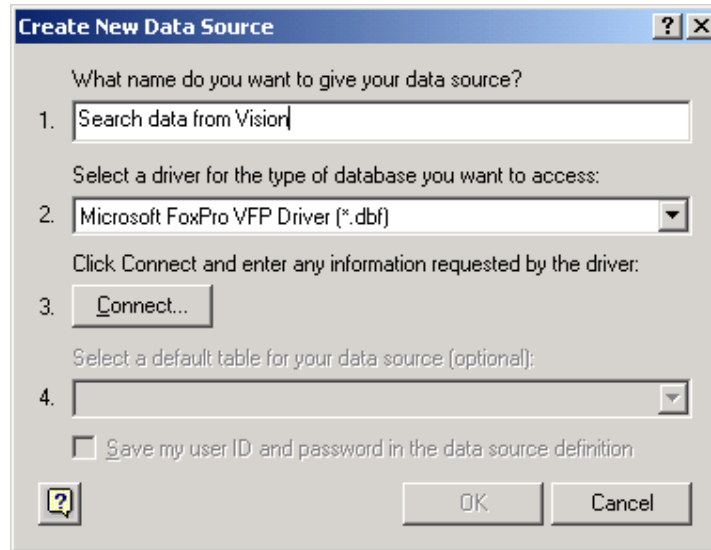 Create New Data Source
What name do you want to give your data source?
1. Search data from Vision
Select a driver for the type of database you want to access:
2. Microsoft FoxPro VFP Driver (*.dbf)
Click Connect and enter any information requested by the driver:
3. Connect...
Select a default table for your data source (optional):
4.
Save my user ID and password in the data source definition
OK Cancel